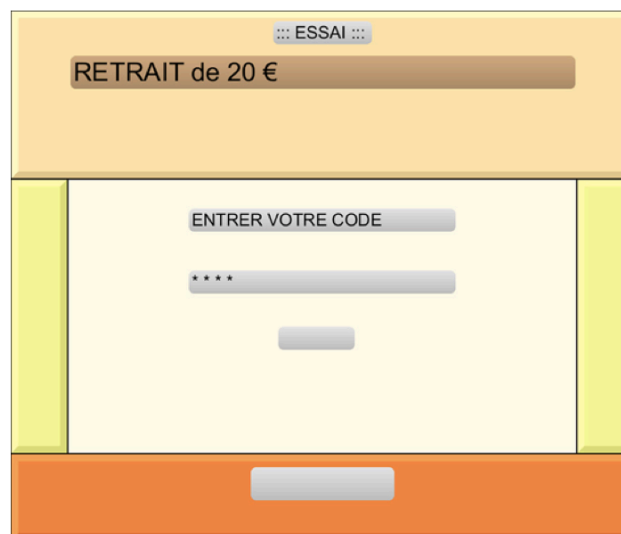 ::: ESSAI :::
RETRAIT de 20 €
ENTRER VOTRE CODE
* * * *